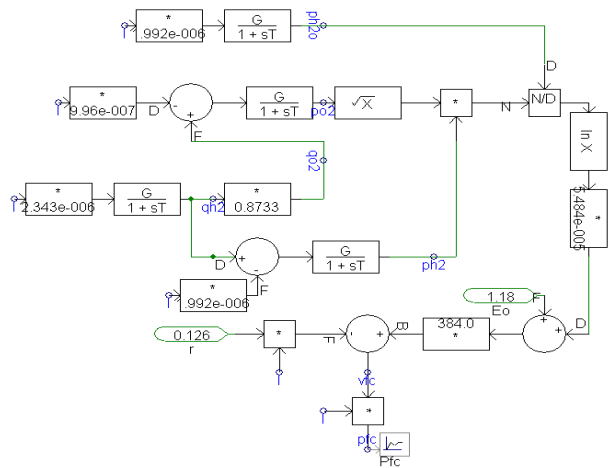 ph2o
*
.992e-006
G
1 + sT
I
D
*
9.96e-007
D
-
+
F
G
1 + sT
po2
√X
*
N
N/D
I
ln X
qo2
*
2.343e-006
G
1 + sT
qh2
*
0.8733
I
*
5.484e-005
D
+
-
F
G
1 + sT
ph2
*
.992e-006
I
1.18
Eo
F
+
+
D
384.0
*
B
0.126
r
*
I
F
-
+
vfc
*
I
pfc
Pfc